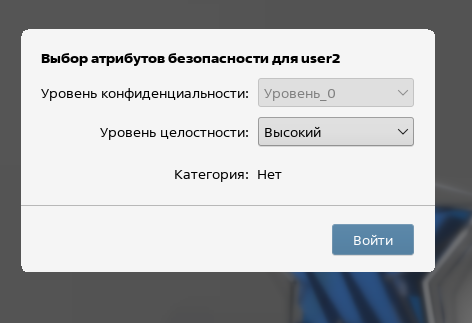 Выбор атрибутов безопасности для user2
Уровень конфиденциальности: Уровень_0
Уровень целостности: Высокий
Категория: Нет
Войти